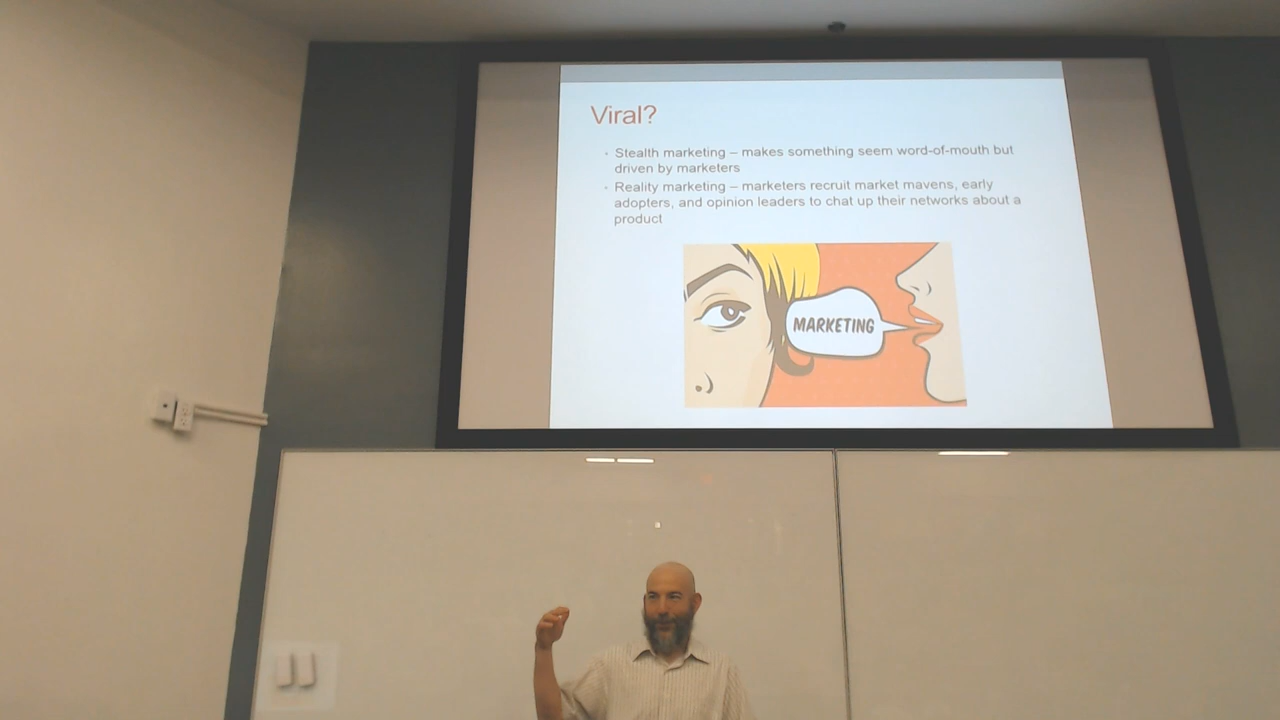 Viral?
• Stealth marketing – makes something seem word-of-mouth but
driven by marketers
• Reality marketing – marketers recruit market mavens, early
adopters, and opinion leaders to chat up their networks about a
product
MARKETING